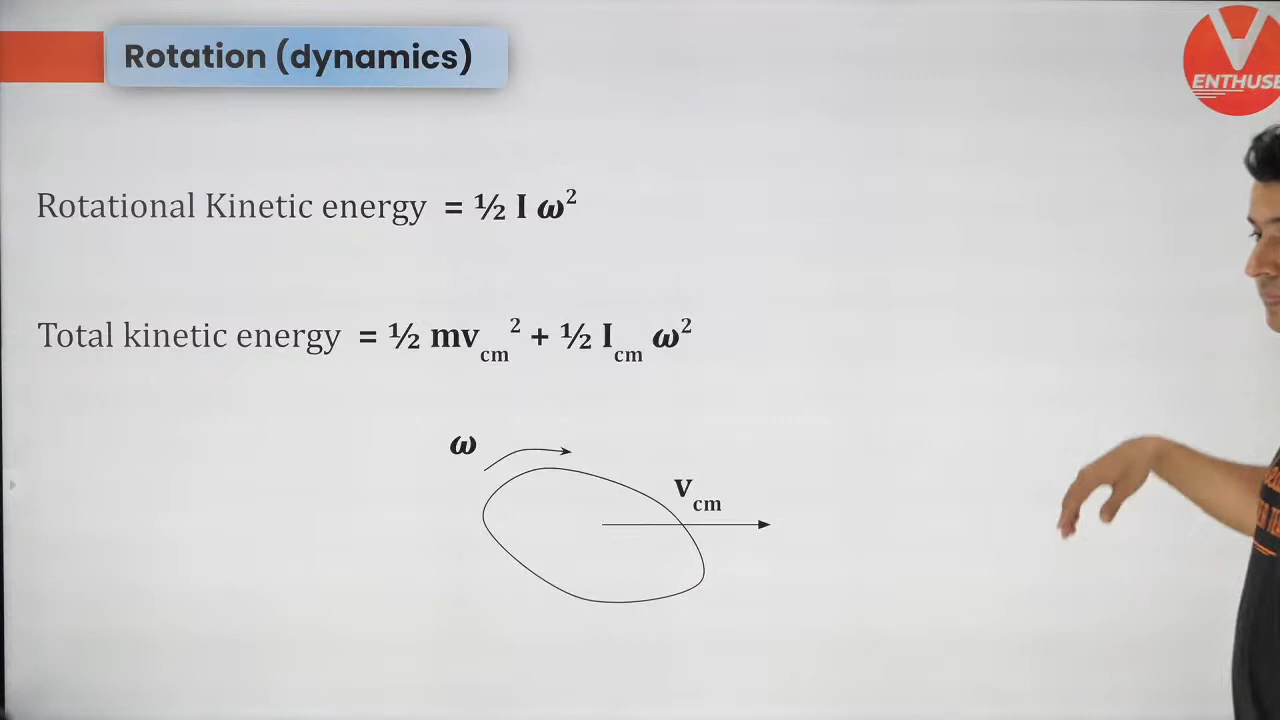 Rotation (dynamics)
ENTHUSE
Rotational Kinetic energy = ½ I ω²
Total kinetic energy = ½ mv_cm² + ½ I_cm ω²
ω
v_cm